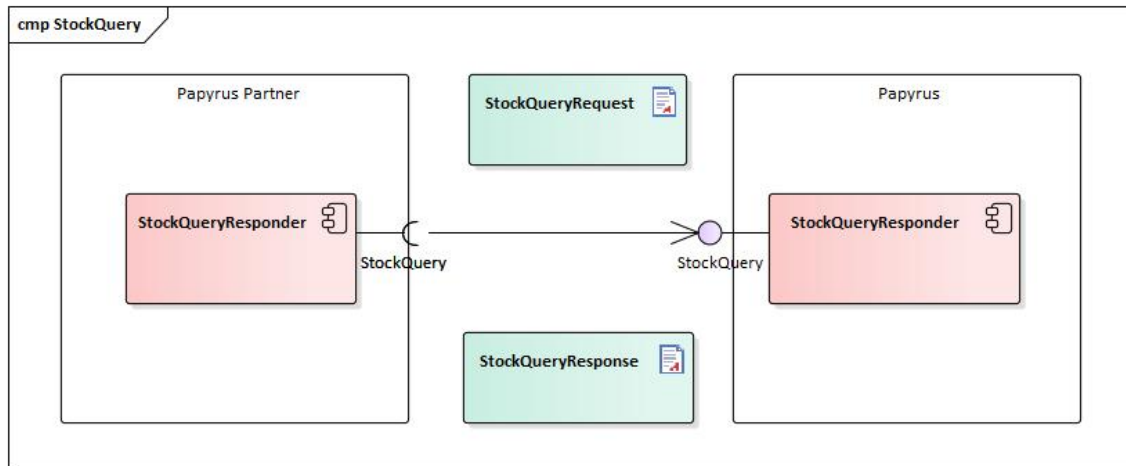 cmp StockQuery
Papyrus Partner
StockQueryRequest
Papyrus
StockQueryResponder
StockQueryResponder
StockQuery
StockQuery
StockQueryResponse